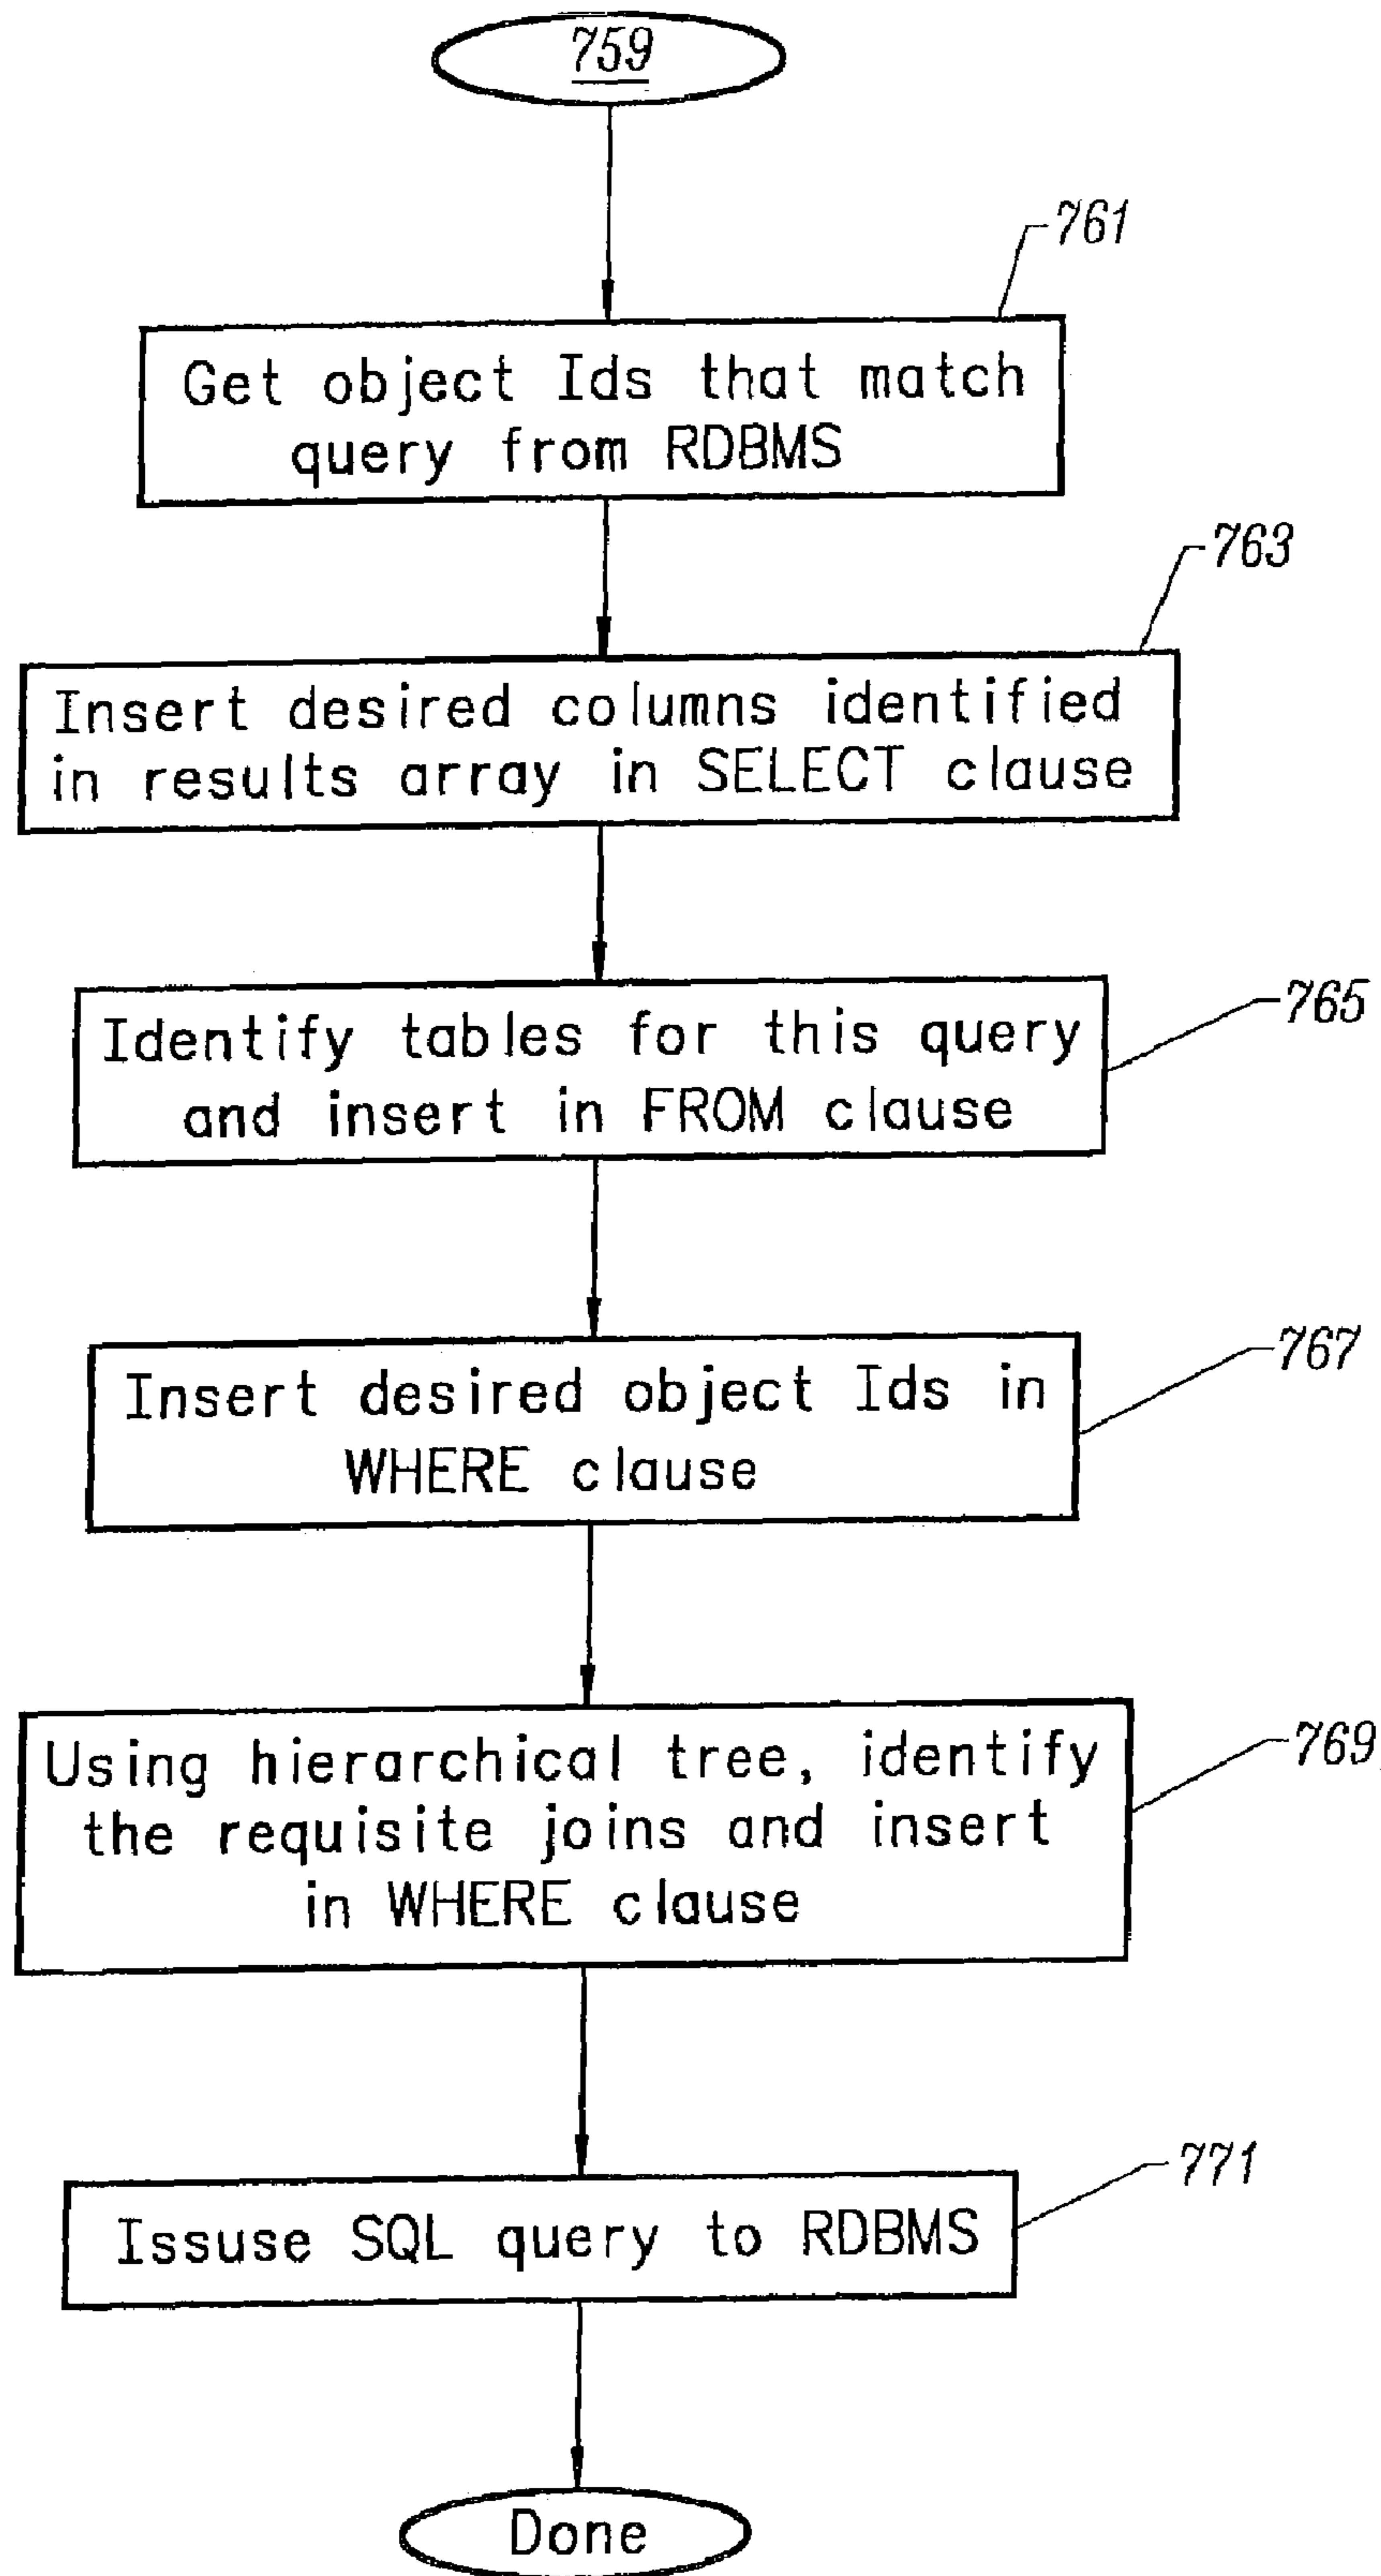 759
761
Get object Ids that match
query from RDBMS
763
Insert desired columns identified
in results array in SELECT clause
765
Identify tables for this query
and insert in FROM clause
767
Insert desired object Ids in
WHERE clause
769
Using hierarchical tree, identify
the requisite joins and insert
in WHERE clause
771
Issuse SQL query to RDBMS
Done